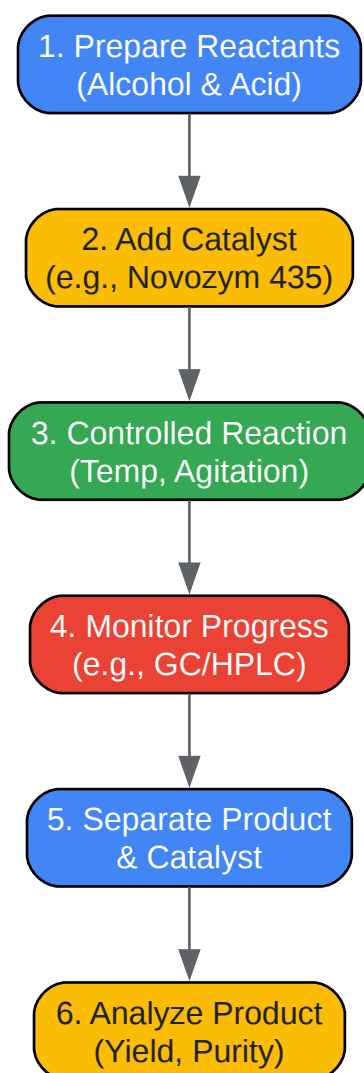 1. Prepare Reactants
(Alcohol & Acid)
2. Add Catalyst
(e.g., Novozym 435)
3. Controlled Reaction
(Temp, Agitation)
4. Monitor Progress
(e.g., GC/HPLC)
5. Separate Product
& Catalyst
6. Analyze Product
(Yield, Purity)